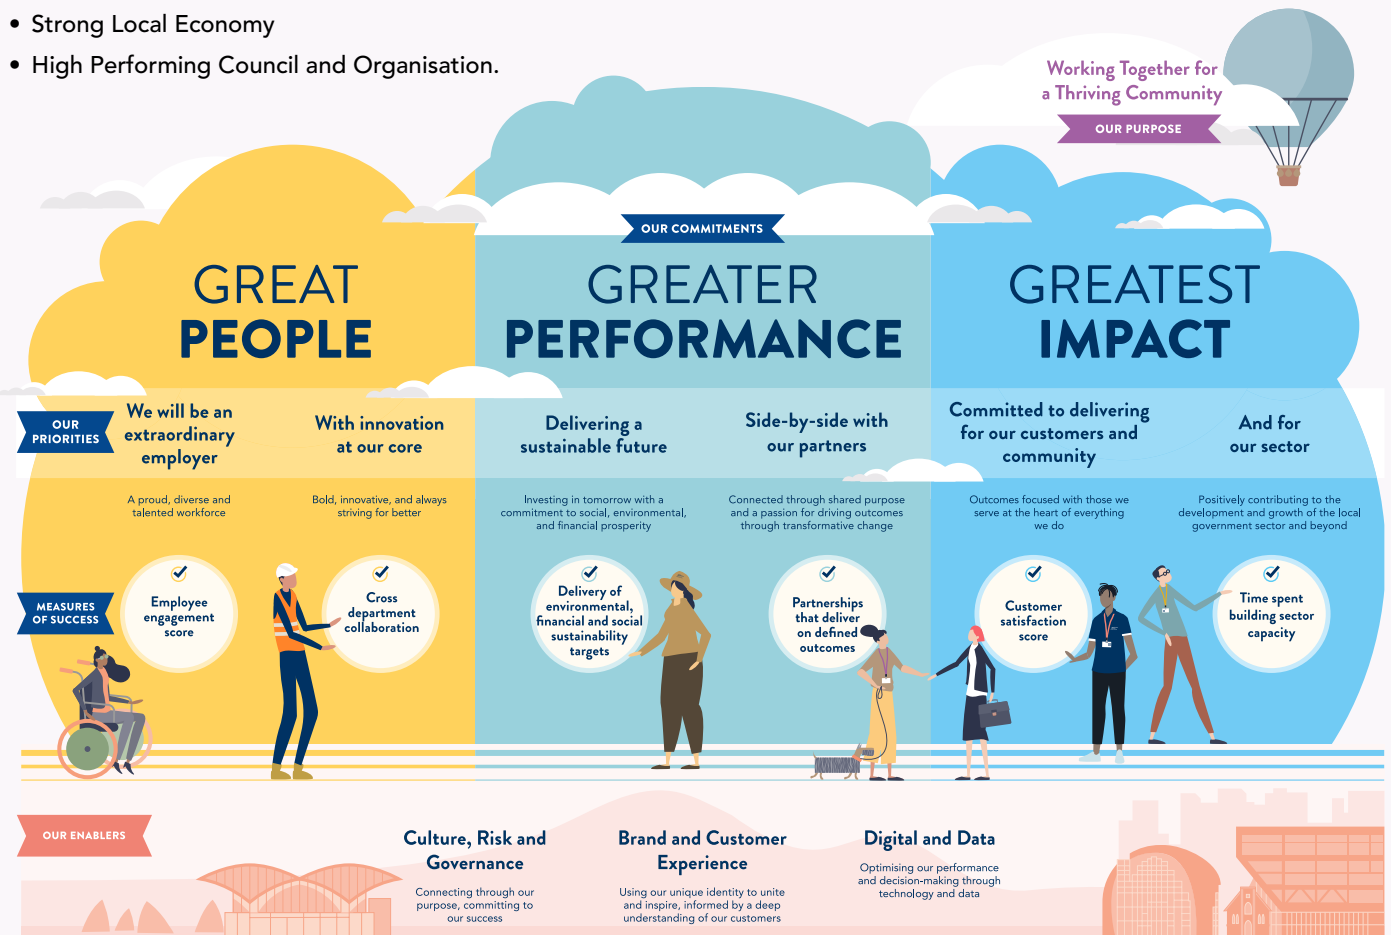 • Strong Local Economy
• High Performing Council and Organisation.
Working Together for
a Thriving Community
OUR PURPOSE
OUR COMMITMENTS
GREAT
PEOPLE
GREATER
PERFORMANCE
GREATEST
IMPACT
OUR
PRIORITIES
We will be an
extraordinary
employer
With innovation
at our core
Delivering a
sustainable future
Side-by-side with
our partners
Committed to delivering
for our customers and
community
And for
our sector
A proud, diverse and
talented workforce
Bold, innovative, and always
striving for better
Investing in tomorrow with a
commitment to social, environmental,
and financial prosperity
Connected through shared purpose
and a passion for driving outcomes
through transformative change
Outcomes focused with those we
serve at the heart of everything
we do
Positively contributing to the
development and growth of the local
government sector and beyond
MEASURES
OF SUCCESS
Employee
engagement
score
Cross
department
collaboration
Delivery of
environmental,
financial and social
sustainability
targets
Partnerships
that deliver
on defined
outcomes
Customer
satisfaction
score
Time spent
building sector
capacity
OUR ENABLERS
Culture, Risk and
Governance
Connecting through our
purpose, committing to
our success
Brand and Customer
Experience
Using our unique identity to unite
and inspire, informed by a deep
understanding of our customers
Digital and Data
Optimising our performance
and decision-making through
technology and data